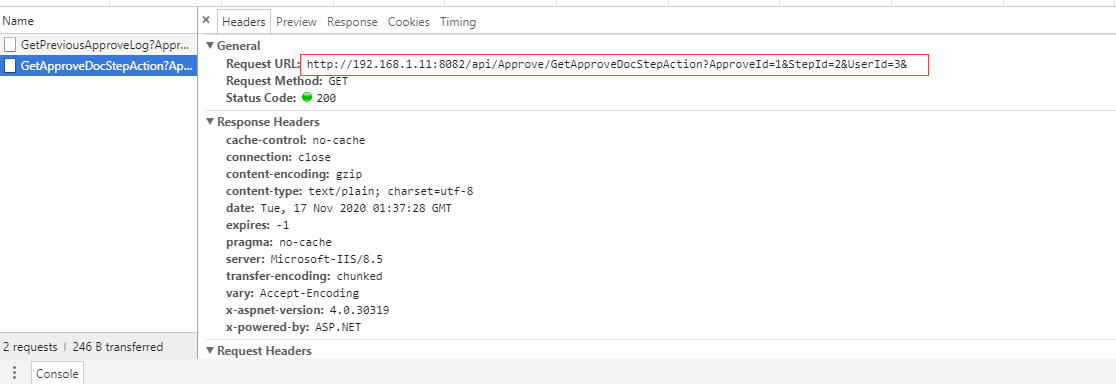 Name
× Headers Preview Response Cookies Timing
GetPreviousApproveLog?Appr...
GetApproveDocStepAction?Ap...
▼ General
Request URL: http://192.168.1.11:8082/api/Approve/GetApproveDocStepAction?ApproveId=1&StepId=2&UserId=3&
Request Method: GET
Status Code: 200
▼ Response Headers
cache-control: no-cache
connection: close
content-encoding: gzip
content-type: text/plain; charset=utf-8
date: Tue, 17 Nov 2020 01:37:28 GMT
expires: -1
pragma: no-cache
server: Microsoft-IIS/8.5
transfer-encoding: chunked
vary: Accept-Encoding
x-aspnet-version: 4.0.30319
x-powered-by: ASP.NET
▼ Request Headers
2 requests | 246 B transferred
Console